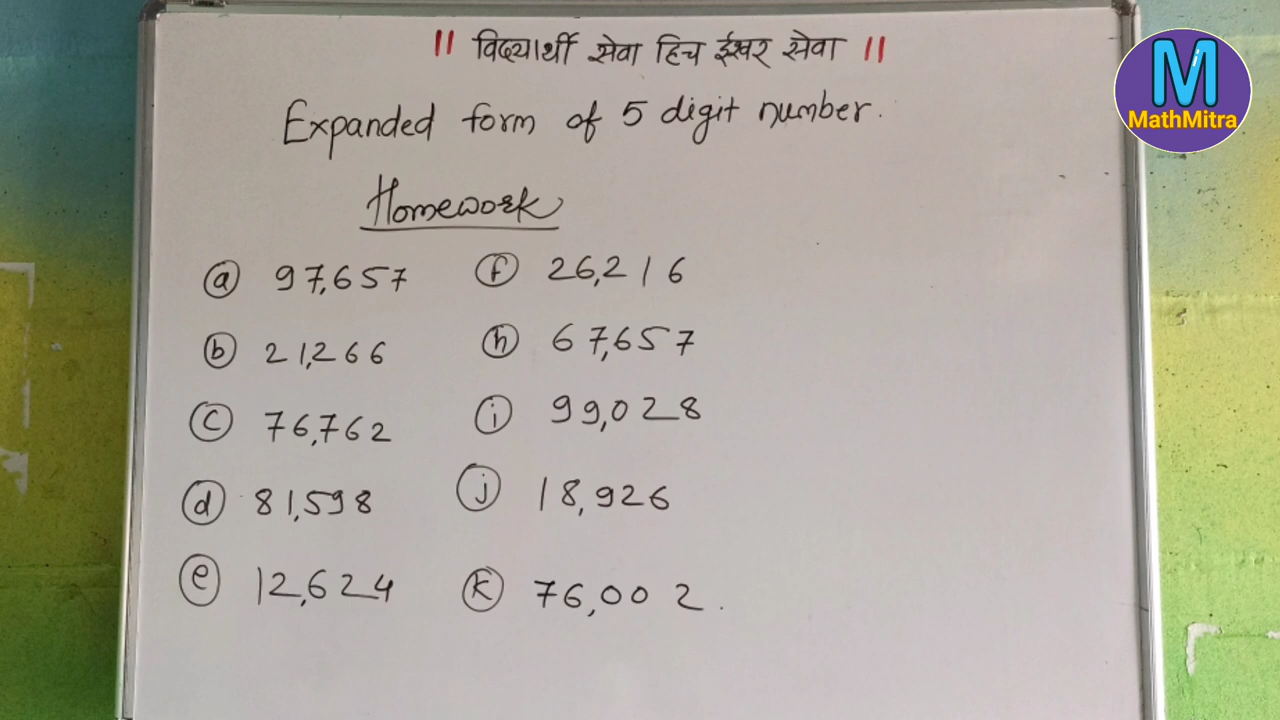 ॥ विद्यार्थी सेवा हिच ईश्वर सेवा ॥
M
MathMitra
Expanded form of 5 digit number.
Homework
a 97,657
b 21,266
c 76,762
d 81,598
e 12,624
f 26,216
h 67,657
i 99,028
j 18,926
k 76,002.